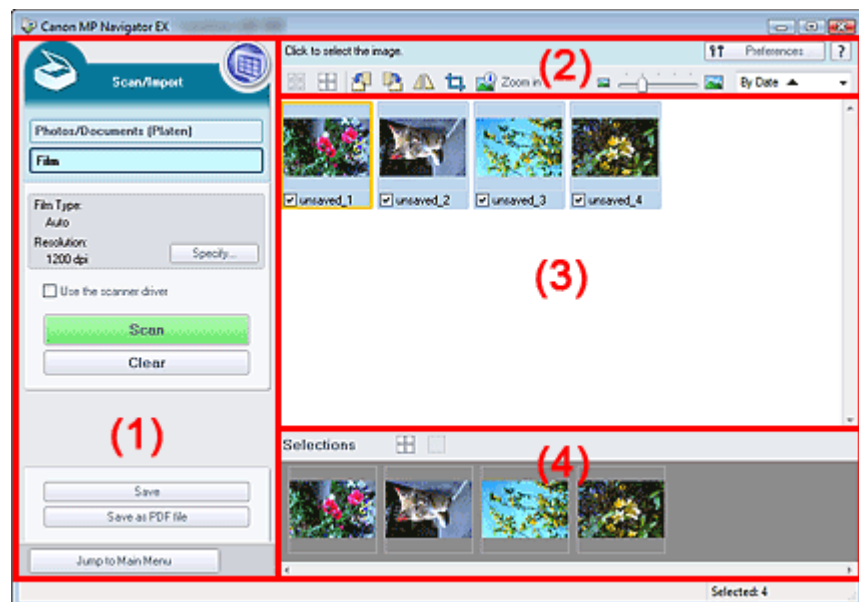 Canon MP Navigator EX
Scan/Import
Photos/Documents (Platen)
Film
Film Type:
Auto
Resolution:
1200 dpi
Specify...
Use the scanner driver
Scan
Clear
(1)
Save
Save as PDF file
Jump to Main Menu
Click to select the image.
Preferences
?
(2)
Zoom in
By Date
unsaved_1
unsaved_2
unsaved_3
unsaved_4
(3)
Selections
(4)
Selected: 4